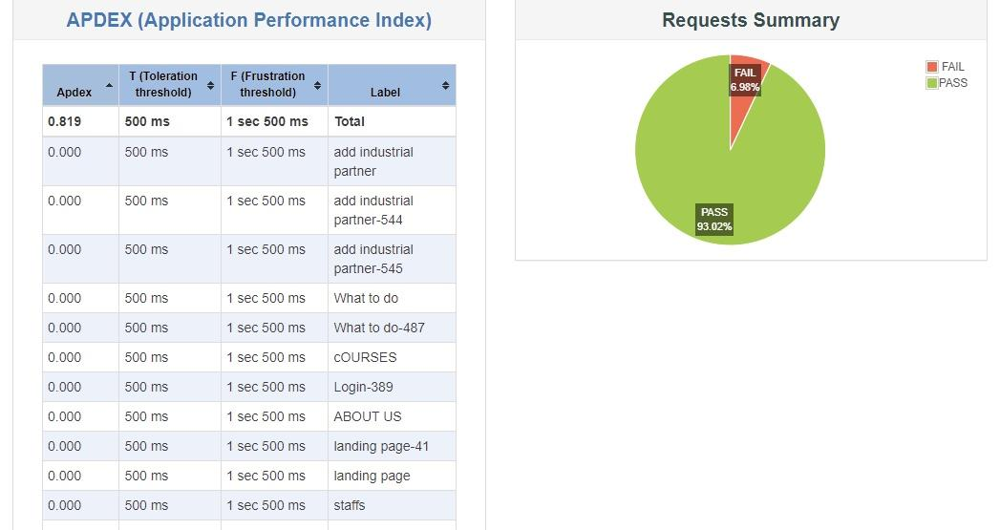 APDEX (Application Performance Index)
Apdex T (Toleration threshold) F (Frustration threshold) Label
0.819 500 ms 1 sec 500 ms Total
0.000 500 ms 1 sec 500 ms add industrial
partner
0.000 500 ms 1 sec 500 ms add industrial
partner-544
0.000 500 ms 1 sec 500 ms add industrial
partner-545
0.000 500 ms 1 sec 500 ms What to do
0.000 500 ms 1 sec 500 ms What to do-487
0.000 500 ms 1 sec 500 ms cOURSES
0.000 500 ms 1 sec 500 ms Login-389
0.000 500 ms 1 sec 500 ms ABOUT US
0.000 500 ms 1 sec 500 ms landing page-41
0.000 500 ms 1 sec 500 ms landing page
0.000 500 ms 1 sec 500 ms staffs
Requests Summary
FAIL
6.98%
PASS
93.02%
FAIL
PASS